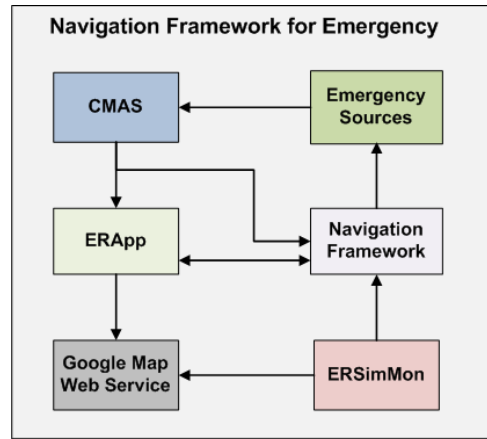 Navigation Framework for Emergency
CMAS
Emergency
Sources
ERApp
Navigation
Framework
Google Map
Web Service
ERSimMon